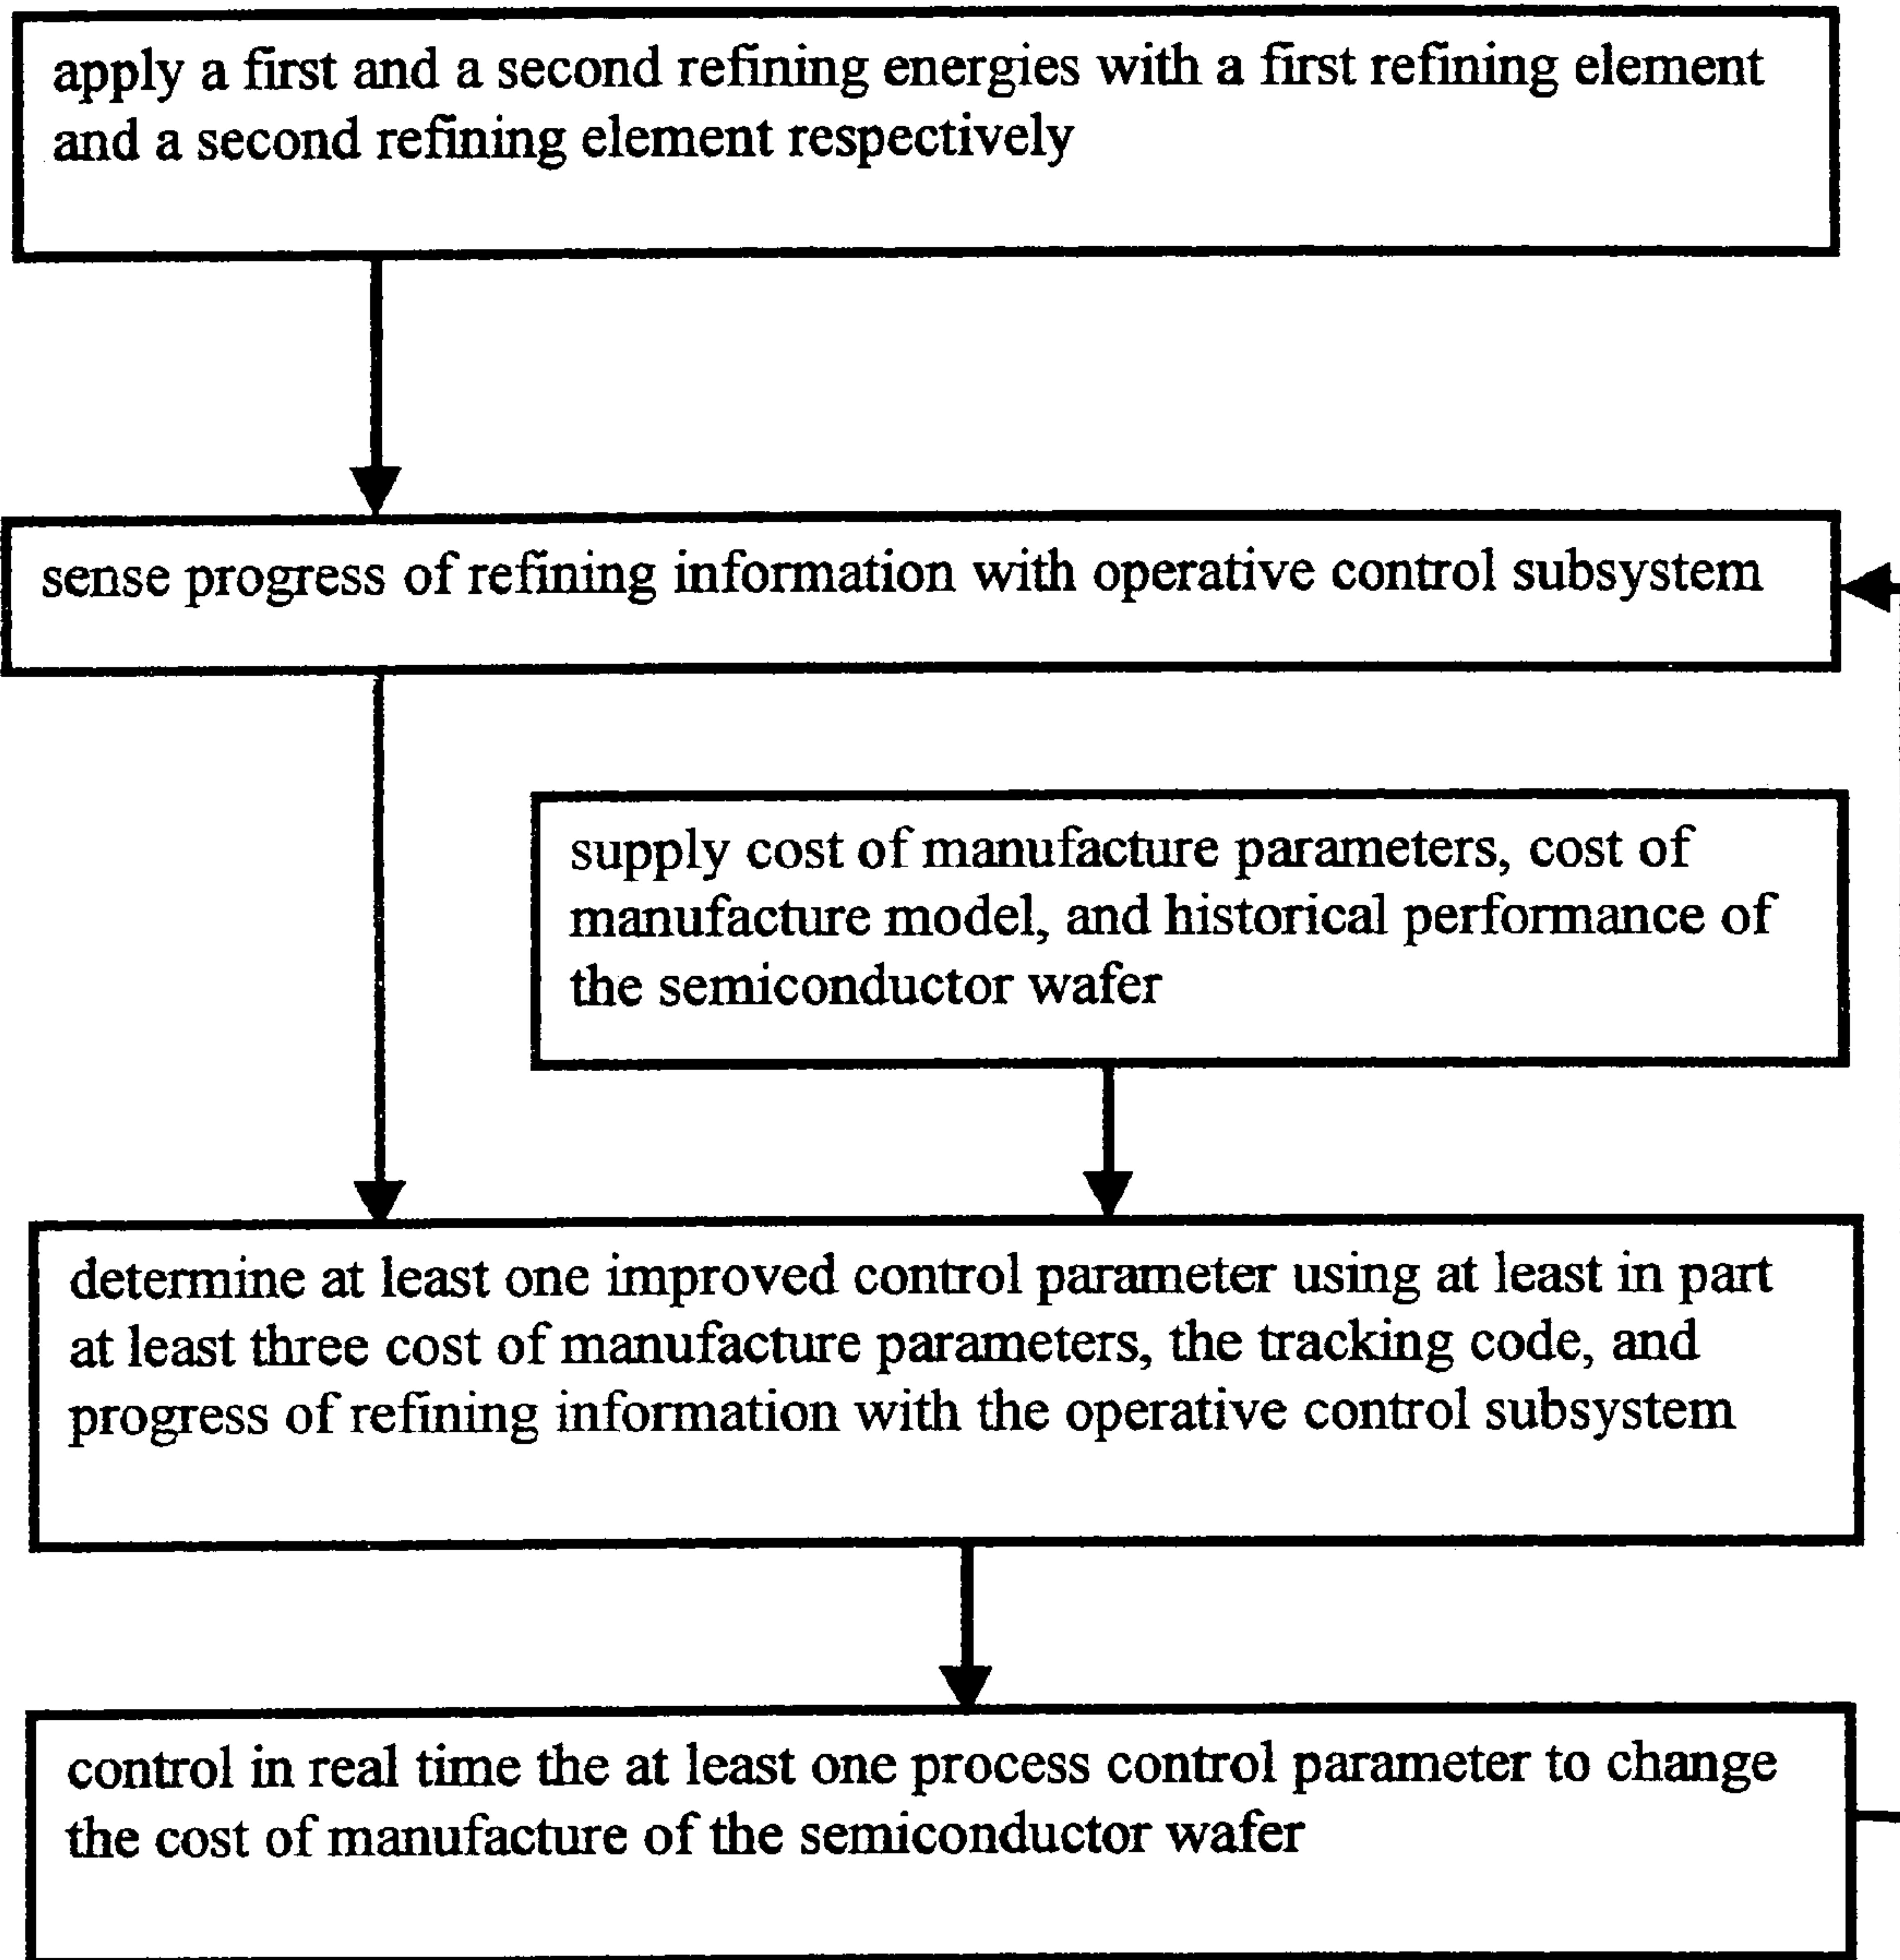 apply a first and a second refining energies with a first refining element
and a second refining element respectively
sense progress of refining information with operative control subsystem
supply cost of manufacture parameters, cost of
manufacture model, and historical performance of
the semiconductor wafer
determine at least one improved control parameter using at least in part
at least three cost of manufacture parameters, the tracking code, and
progress of refining information with the operative control subsystem
control in real time the at least one process control parameter to change
the cost of manufacture of the semiconductor wafer